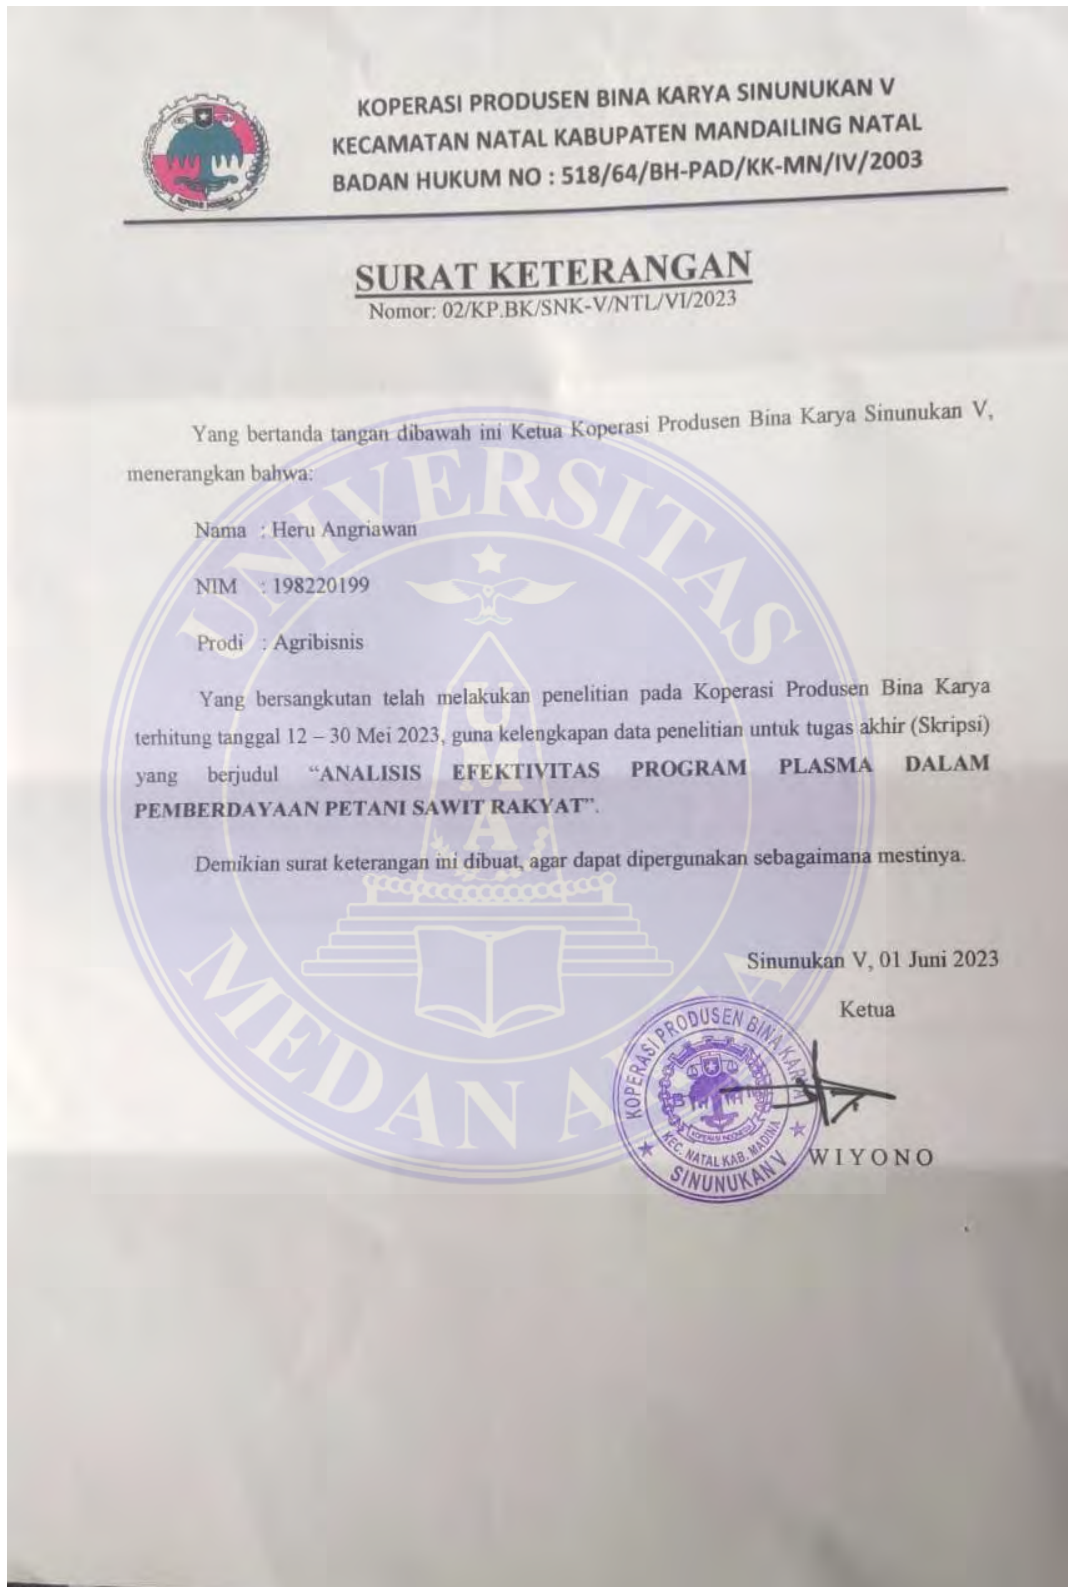 KOPERASI PRODUSEN BINA KARYA SINUNUKAN V
KECAMATAN NATAL KABUPATEN MANDAILING NATAL
BADAN HUKUM NO : 518/64/BH-PAD/KK-MN/IV/2003
KOPERASI INDONESIA
SURAT KETERANGAN
Nomor: 02/KP.BK/SNK-V/NTL/VI/2023
Yang bertanda tangan dibawah ini Ketua Koperasi Produsen Bina Karya Sinunukan V,
menerangkan bahwa:
Nama : Heru Angriawan
NIM : 198220199
Prodi : Agribisnis
Yang bersangkutan telah melakukan penelitian pada Koperasi Produsen Bina Karya
terhitung tanggal 12 – 30 Mei 2023, guna kelengkapan data penelitian untuk tugas akhir (Skripsi)
yang berjudul “ANALISIS EFEKTIVITAS PROGRAM PLASMA DALAM
PEMBERDAYAAN PETANI SAWIT RAKYAT”.
Demikian surat keterangan ini dibuat, agar dapat dipergunakan sebagaimana mestinya.
Sinunukan V, 01 Juni 2023
Ketua
KOPERASI PRODUSEN BINA KARYA
KOPERASI INDONESIA
KEC. NATAL KAB. MADINA
SINUNUKAN V
WIYONO
UNIVERSITAS
UMA
MEDAN AREA